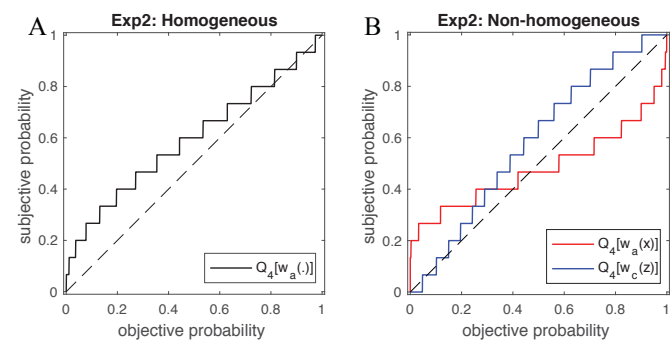 A
Exp2: Homogeneous
subjective probability
1
0.8
0.6
0.4
0.2
0
0 0.2 0.4 0.6 0.8 1
objective probability
Q4[wa(.)]
B
Exp2: Non-homogeneous
subjective probability
1
0.8
0.6
0.4
0.2
0
0 0.2 0.4 0.6 0.8 1
objective probability
Q4[wa(x)]
Q4[wc(z)]